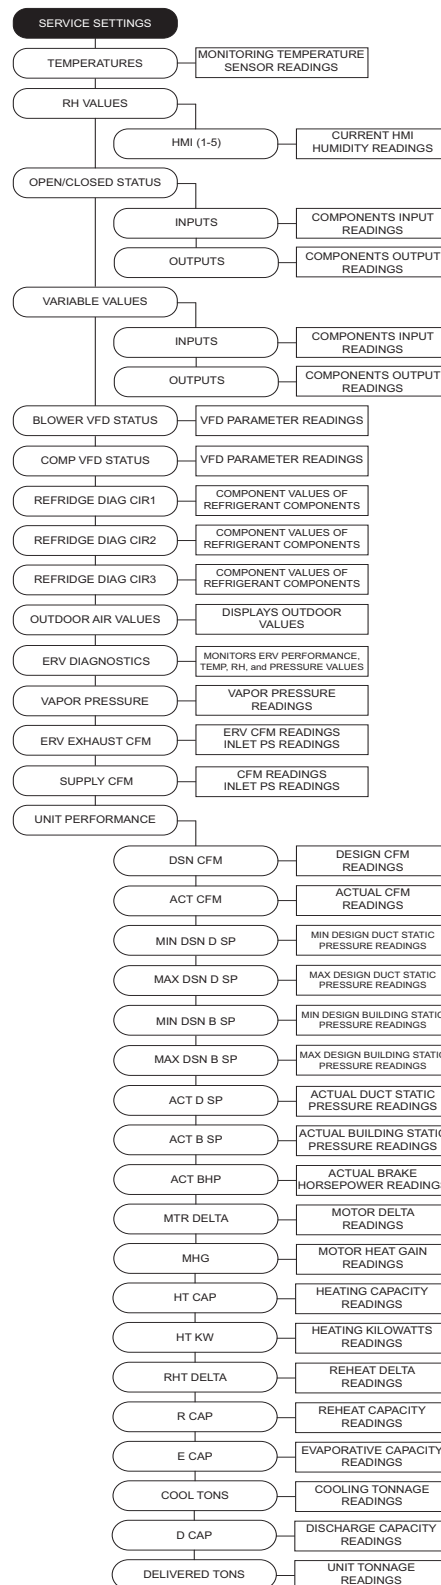 SERVICE SETTINGS
TEMPERATURES
MONITORING TEMPERATURE
SENSOR READINGS
RH VALUES
HMI (1-5)
CURRENT HMI
HUMIDITY READINGS
OPEN/CLOSED STATUS
INPUTS
COMPONENTS INPUT
READINGS
OUTPUTS
COMPONENTS OUTPUT
READINGS
VARIABLE VALUES
INPUTS
COMPONENTS INPUT
READINGS
OUTPUTS
COMPONENTS OUTPUT
READINGS
BLOWER VFD STATUS
VFD PARAMETER READINGS
COMP VFD STATUS
VFD PARAMETER READINGS
REFRIDGE DIAG CIR1
COMPONENT VALUES OF
REFRIGERANT COMPONENTS
REFRIDGE DIAG CIR2
COMPONENT VALUES OF
REFRIGERANT COMPONENTS
REFRIDGE DIAG CIR3
COMPONENT VALUES OF
REFRIGERANT COMPONENTS
OUTDOOR AIR VALUES
DISPLAYS OUTDOOR
VALUES
ERV DIAGNOSTICS
MONITORS ERV PERFORMANCE,
TEMP, RH, and PRESSURE VALUES
VAPOR PRESSURE
VAPOR PRESSURE
READINGS
ERV EXHAUST CFM
ERV CFM READINGS
INLET PS READINGS
SUPPLY CFM
CFM READINGS
INLET PS READINGS
UNIT PERFORMANCE
DSN CFM
DESIGN CFM
READINGS
ACT CFM
ACTUAL CFM
READINGS
MIN DSN D SP
MIN DESIGN DUCT STATIC
PRESSURE READINGS
MAX DSN D SP
MAX DESIGN DUCT STATIC
PRESSURE READINGS
MIN DSN B SP
MIN DESIGN BUILDING STATIC
PRESSURE READINGS
MAX DSN B SP
MAX DESIGN BUILDING STATIC
PRESSURE READINGS
ACT D SP
ACTUAL DUCT STATIC
PRESSURE READINGS
ACT B SP
ACTUAL BUILDING STATIC
PRESSURE READINGS
ACT BHP
ACTUAL BRAKE
HORSEPOWER READINGS
MTR DELTA
MOTOR DELTA
READINGS
MHG
MOTOR HEAT GAIN
READINGS
HT CAP
HEATING CAPACITY
READINGS
HT KW
HEATING KILOWATTS
READINGS
RHT DELTA
REHEAT DELTA
READINGS
R CAP
REHEAT CAPACITY
READINGS
E CAP
EVAPORATIVE CAPACITY
READINGS
COOL TONS
COOLING TONNAGE
READINGS
D CAP
DISCHARGE CAPACITY
READINGS
DELIVERED TONS
UNIT TONNAGE
READINGS